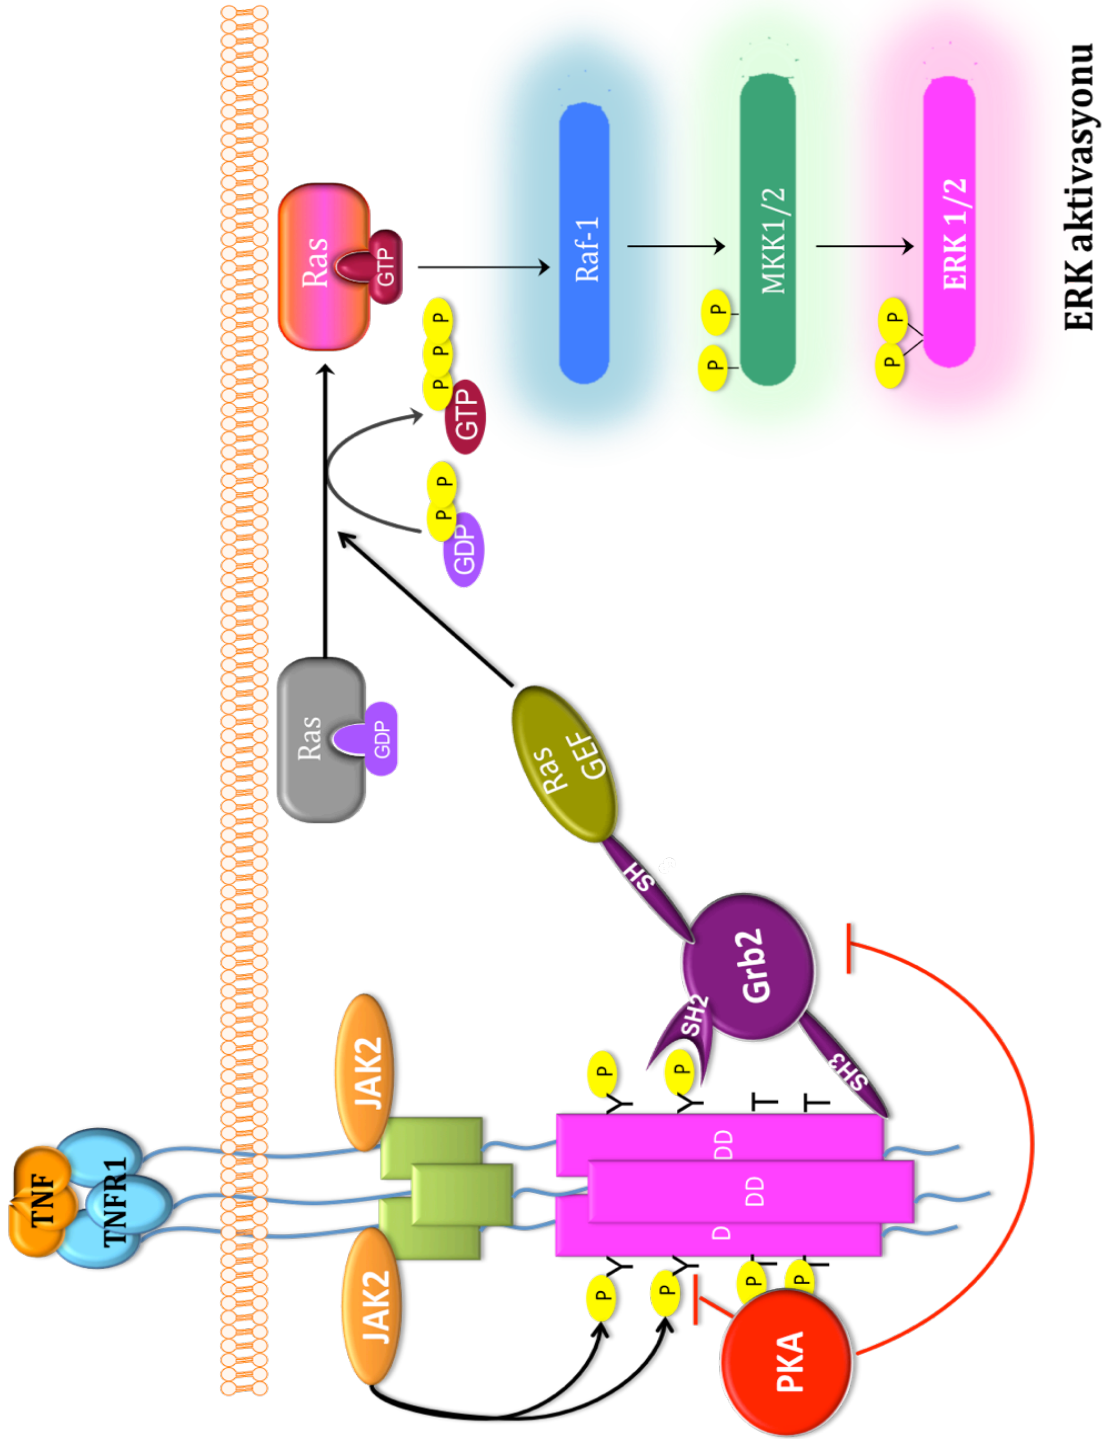 TNF
TNFR1
JAK2
JAK2
Ras
GDP
Ras
GTP
P
P
GDP
P
P
P
GTP
Ras
GEF
SH
Grb2
SH2
SH3
D
DD
DD
P
Y
P
Y
T
T
P
Y
P
Y
P
T
P
T
PKA
Raf-1
P
P
MKK1/2
P
P
ERK 1/2
ERK aktivasyonu